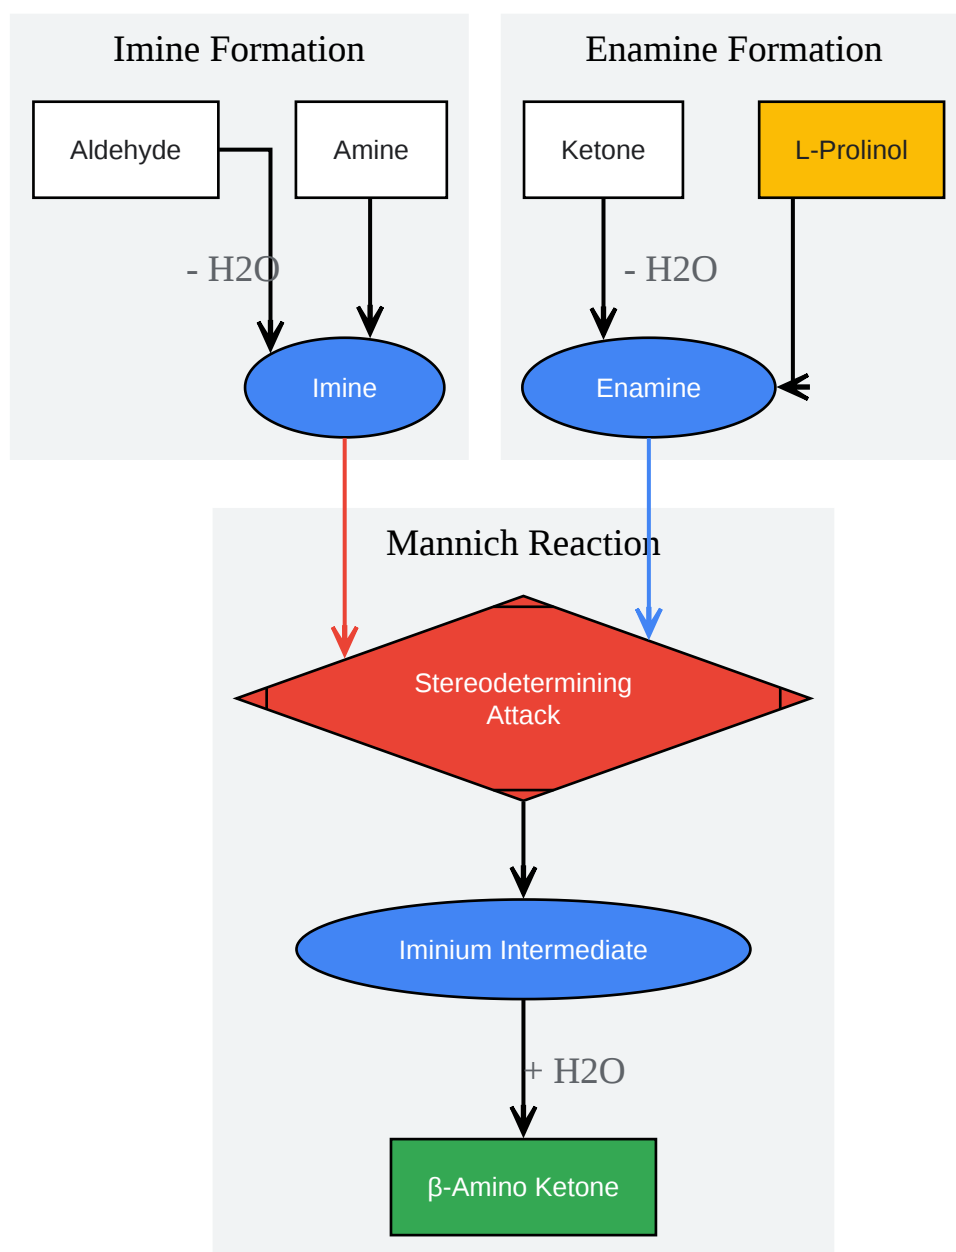 Imine Formation
Enamine Formation
Aldehyde
Amine
Ketone
L-Prolinol
- H2O
- H2O
Imine
Enamine
Mannich Reaction
Stereodetermining
Attack
Iminium Intermediate
+ H2O
β-Amino Ketone